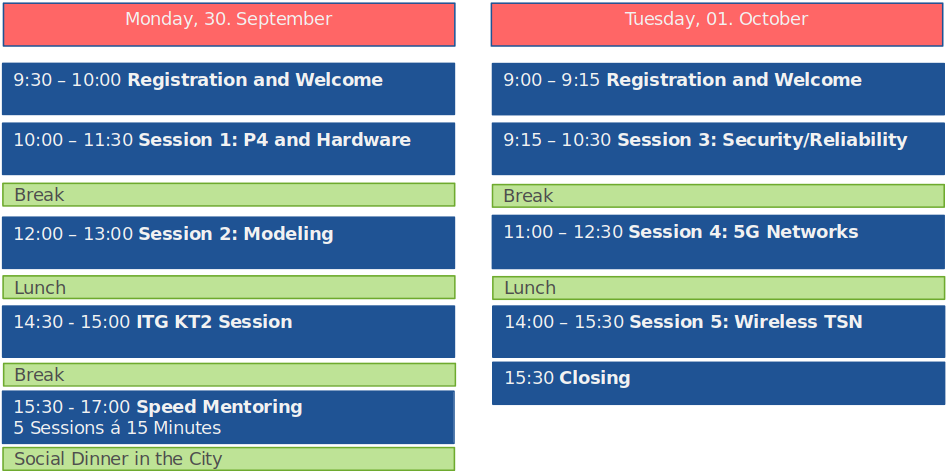 Monday, 30. September
9:30 – 10:00 Registration and Welcome
10:00 – 11:30 Session 1: P4 and Hardware
Break
12:00 – 13:00 Session 2: Modeling
Lunch
14:30 - 15:00 ITG KT2 Session
Break
15:30 - 17:00 Speed Mentoring
5 Sessions á 15 Minutes
Social Dinner in the City
Tuesday, 01. October
9:00 – 9:15 Registration and Welcome
9:15 – 10:30 Session 3: Security/Reliability
Break
11:00 – 12:30 Session 4: 5G Networks
Lunch
14:00 – 15:30 Session 5: Wireless TSN
15:30 Closing